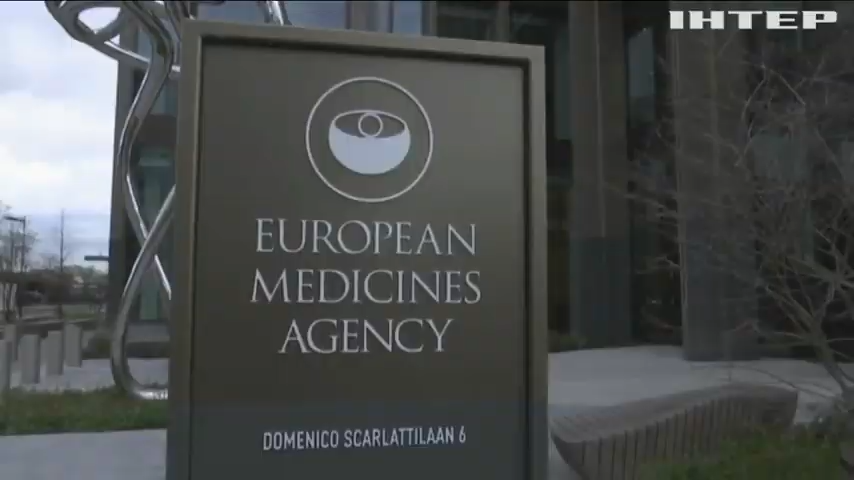 ІНТЕР
EUROPEAN
MEDICINES
AGENCY
DOMENICO SCARLATTILAAN 6